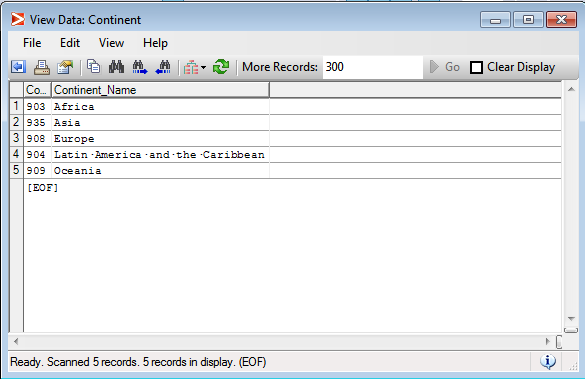 View Data: Continent
File Edit View Help
More Records: 300 Go Clear Display
Co... Continent_Name
1 903 Africa
2 935 Asia
3 908 Europe
4 904 Latin·America·and·the·Caribbean
5 909 Oceania
[EOF]
Ready. Scanned 5 records. 5 records in display. (EOF)